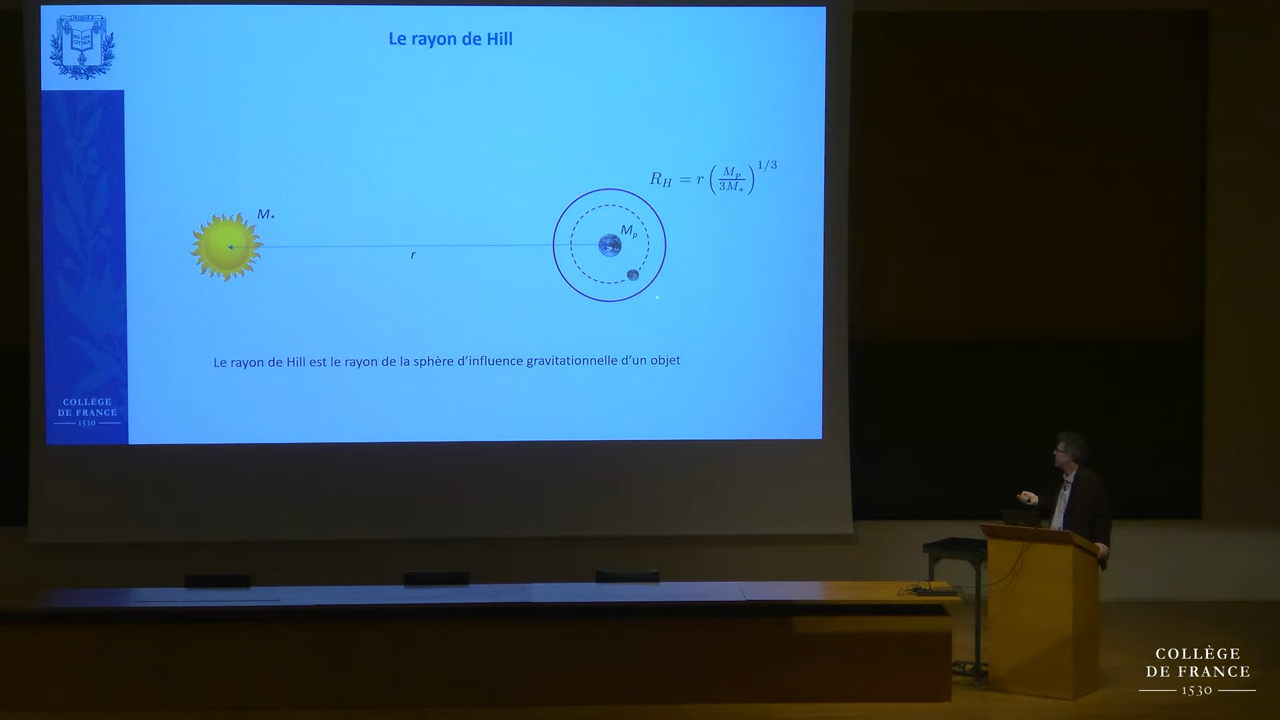 Le rayon de Hill
R_H = r (M_p / 3M_*)^{1/3}
M_*
M_p
r
Le rayon de Hill est le rayon de la sphère d'influence gravitationnelle d'un objet
COLLÈGE
DE FRANCE
1530
COLLÈGE
DE FRANCE
1530